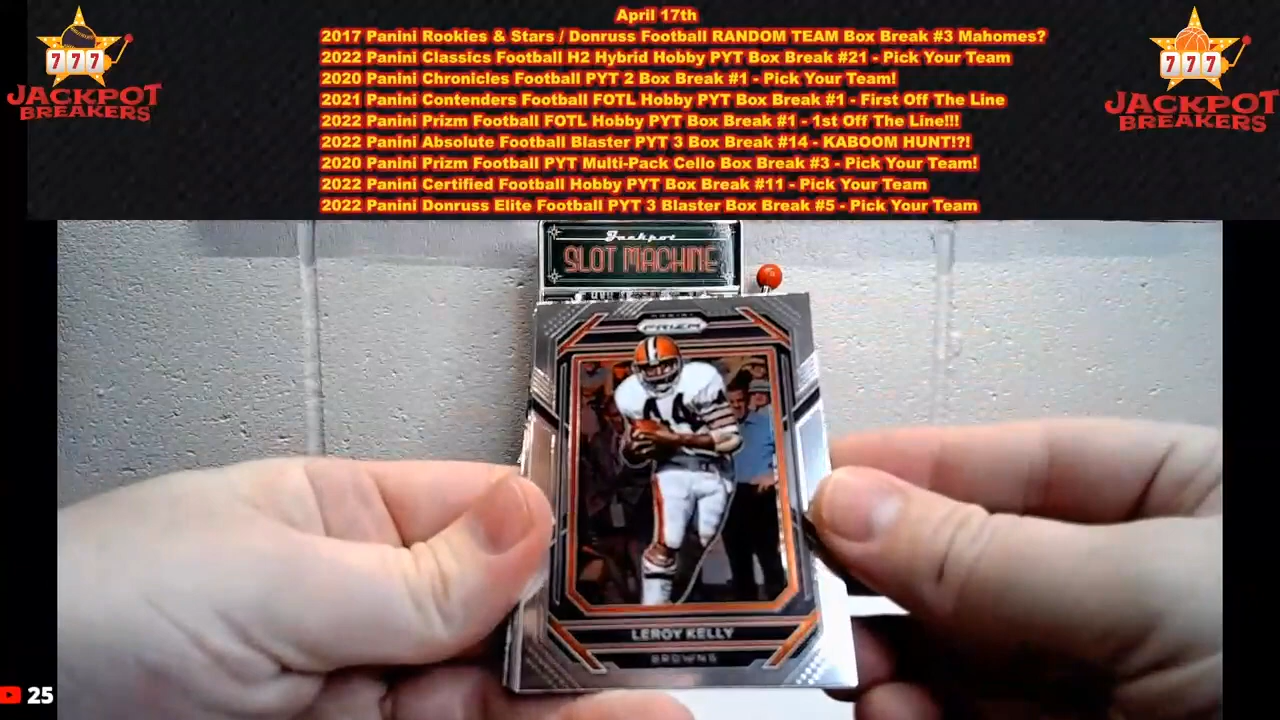 April 17th
2017 Panini Rookies & Stars / Donruss Football RANDOM TEAM Box Break #3 Mahomes?
2022 Panini Classics Football H2 Hybrid Hobby PYT Box Break #21 - Pick Your Team
2020 Panini Chronicles Football PYT 2 Box Break #1 - Pick Your Team!
2021 Panini Contenders Football FOTL Hobby PYT Box Break #1 - First Off The Line
2022 Panini Prizm Football FOTL Hobby PYT Box Break #1 - 1st Off The Line!!!
2022 Panini Absolute Football Blaster PYT 3 Box Break #14 - KABOOM HUNT!?!
2020 Panini Prizm Football PYT Multi-Pack Cello Box Break #3 - Pick Your Team!
2022 Panini Certified Football Hobby PYT Box Break #11 - Pick Your Team
2022 Panini Donruss Elite Football PYT 3 Blaster Box Break #5 - Pick Your Team
777
JACKPOT
BREAKERS
777
JACKPOT
BREAKERS
Jackpot
SLOT MACHINE
PANINI
PRIZM
44
LEROY KELLY
BROWNS
25